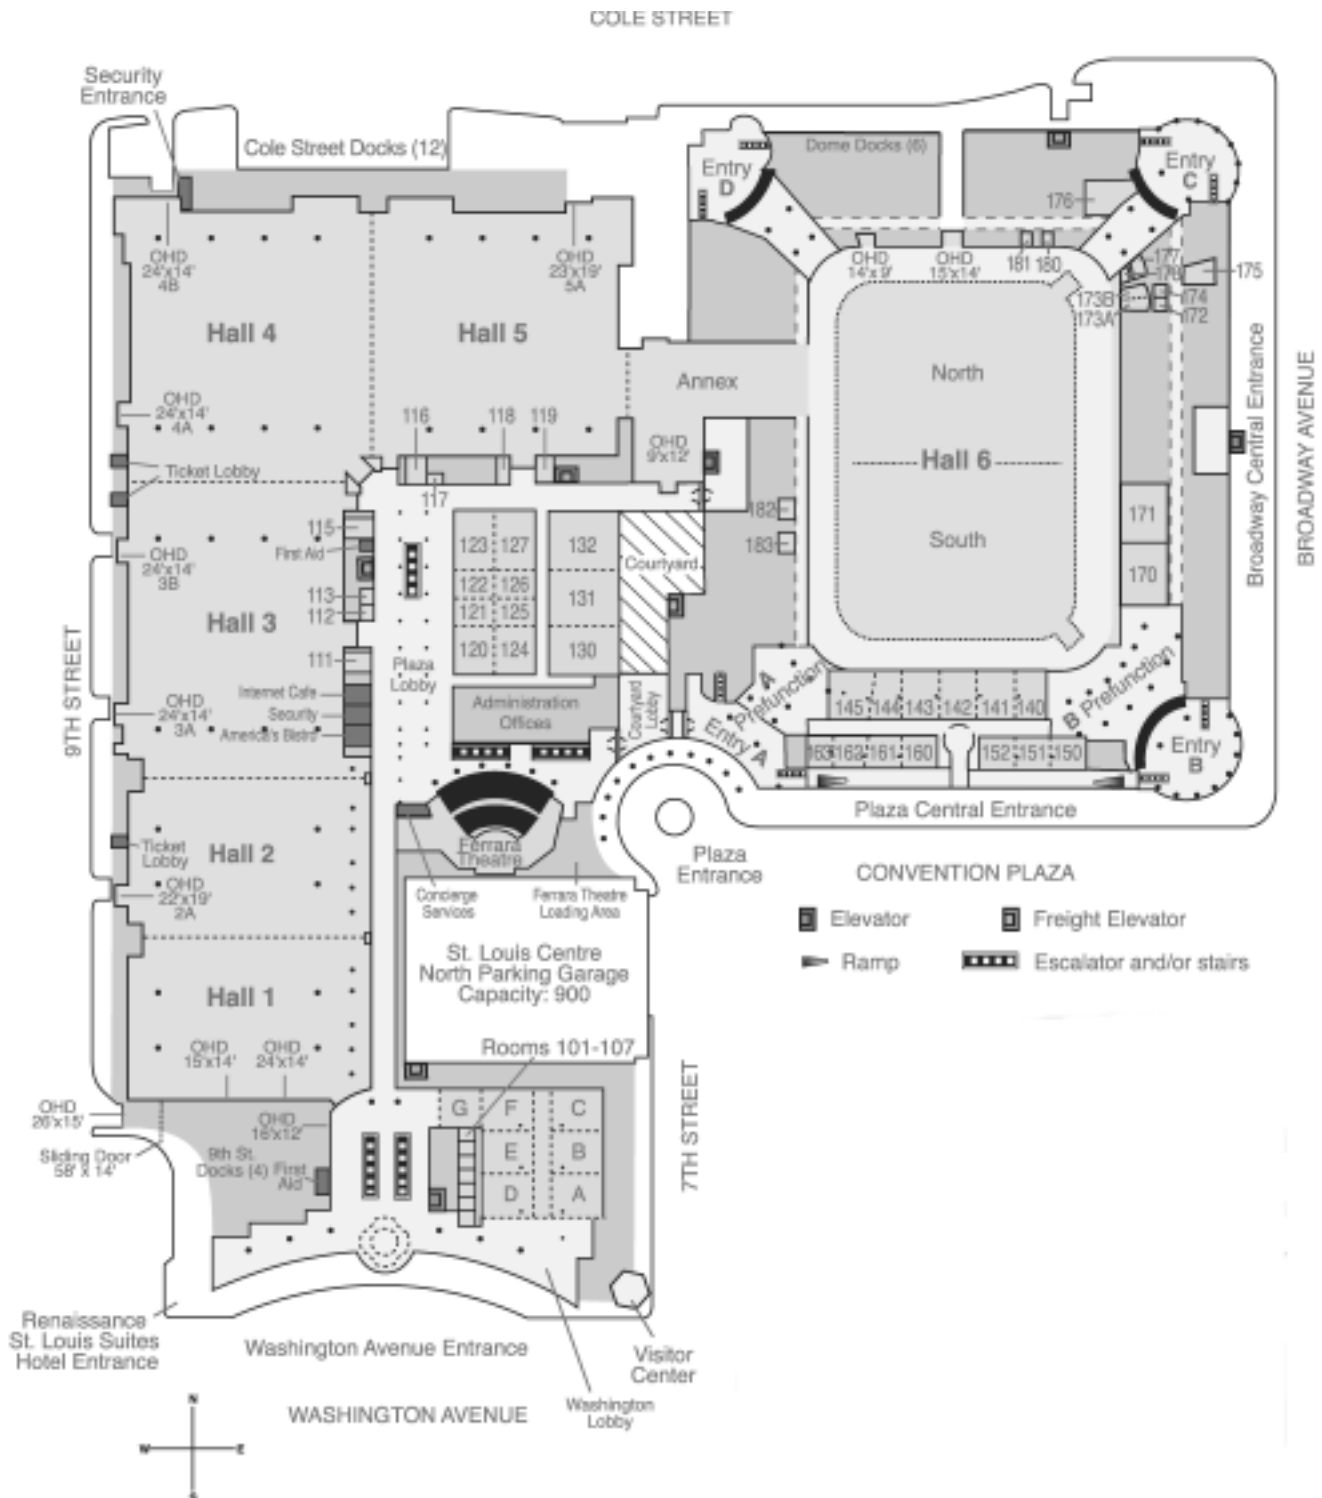 COLE STREET
Security
Entrance
Cole Street Docks (12)
Dome Docks (6)
Entry
D
Entry
C
176
OHD
24'x14'
4B
OHD
23'x19'
5A
OHD
14'x 9'
OHD
15'x14'
181
180
177
178
175
173B
174
173A
172
Hall 4
Hall 5
Annex
North
Hall 6
South
OHD
24'x14'
4A
116
118
119
OHD
9'x12'
117
Ticket Lobby
Broadway Central Entrance
BROADWAY AVENUE
115
First Aid
OHD
24'x14'
3B
113
112
123
127
132
122
126
121
125
131
120
124
130
Courtyard
182
183
171
170
Hall 3
111
Plaza
Lobby
Internet Cafe
Security
America's Bistro
9TH STREET
OHD
24'x14'
3A
Administration
Offices
Courtyard
Lobby
A
Prefunction
Entry A
145
144
143
142
141
140
B Prefunction
163
162
161
160
152
151
150
Entry
B
Plaza Central Entrance
Hall 2
Ticket
Lobby
OHD
22'x19'
2A
Ferrara
Theatre
Concierge
Services
Ferrara Theatre
Loading Area
Plaza
Entrance
CONVENTION PLAZA
Elevator
Freight Elevator
Ramp
Escalator and/or stairs
St. Louis Centre
North Parking Garage
Capacity: 900
Hall 1
OHD
15'x14'
OHD
24'x14'
Rooms 101-107
7TH STREET
OHD
26'x15'
Sliding Door
58' x 14'
OHD
16'x12'
9th St.
Docks (4)
First
Aid
G
F
C
E
B
D
A
Renaissance
St. Louis Suites
Hotel Entrance
Washington Avenue Entrance
Visitor
Center
WASHINGTON AVENUE
Washington
Lobby
N
W
E